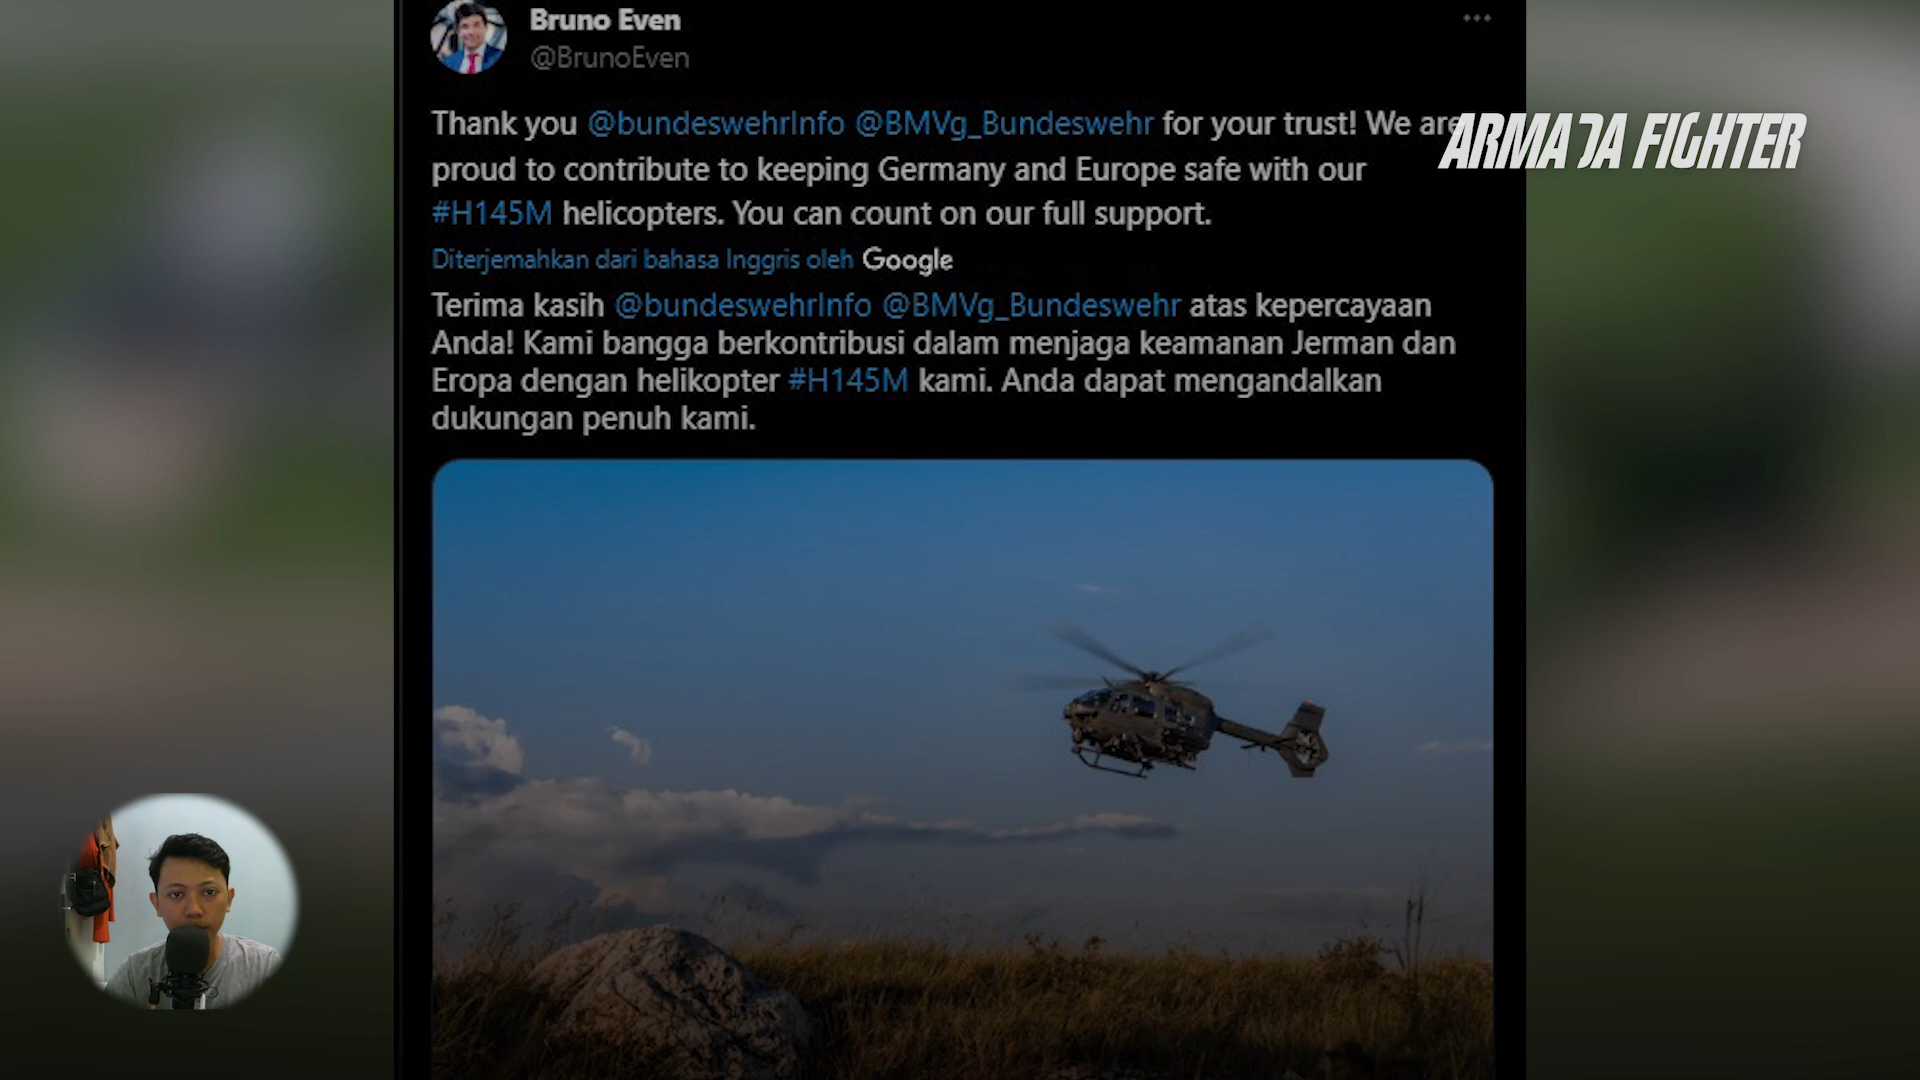 Bruno Even
@BrunoEven
Thank you @bundeswehrInfo @BMVg_Bundeswehr for your trust! We are
ARMADA FIGHTER
proud to contribute to keeping Germany and Europe safe with our
#H145M helicopters. You can count on our full support.
Diterjemahkan dari bahasa Inggris oleh Google
Terima kasih @bundeswehrInfo @BMVg_Bundeswehr atas kepercayaan
Anda! Kami bangga berkontribusi dalam menjaga keamanan Jerman dan
Eropa dengan helikopter #H145M kami. Anda dapat mengandalkan
dukungan penuh kami.